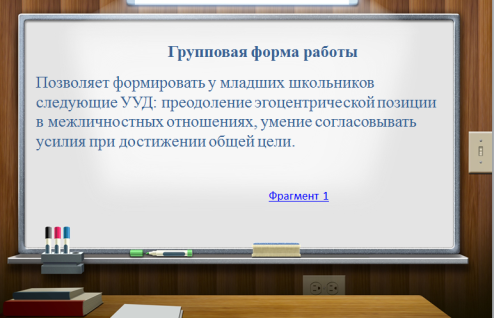 Групповая форма работы
Позволяет формировать у младших школьников
следующие УУД: преодоление эгоцентрической позиции
в межличностных отношениях, умение согласовывать
усилия при достижении общей цели.
Фрагмент 1